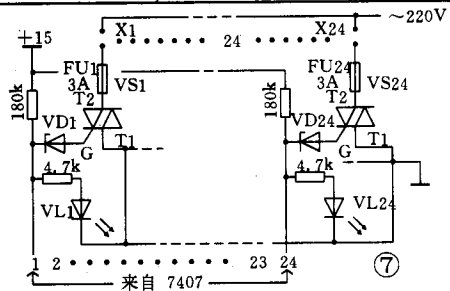 X1 24 X24 ～220V
+15
FU1 FU24
3A VS1 3A VS24
T2 T2
180k 180k
VD1 VD24
G T1 G T1
4.7k 4.7k
VL1 VL24
1 2 23 24 ⑦
来自 7407